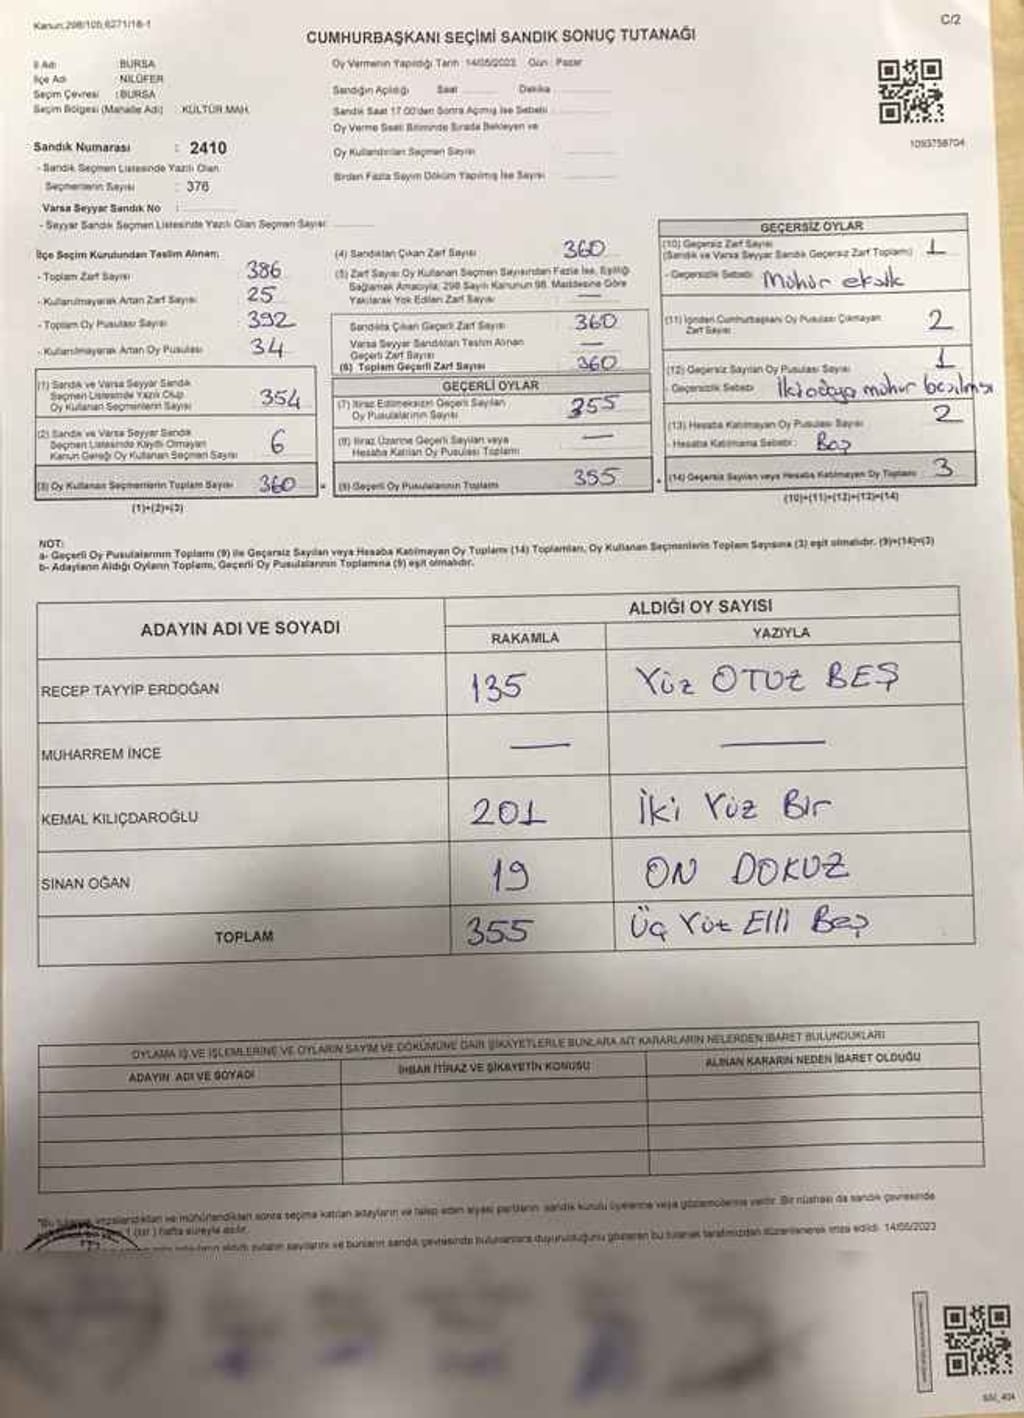 Kanun:298/105,6271/16-1
C/2
CUMHURBAŞKANI SEÇİMİ SANDIK SONUÇ TUTANAĞI
İl Adı BURSA
İlçe Adı NİLÜFER
Seçim Çevresi : BURSA
Seçim Bölgesi (Mahalle Adı) : KÜLTÜR MAH.
Sandık Numarası : 2410
- Sandık Seçmen Listesinde Yazılı Olan
Seçmenlerin Sayısı : 376
Varsa Seyyar Sandık No :
- Seyyar Sandık Seçmen Listesinde Yazılı Olan Seçmen Sayısı
Oy Vermenin Yapıldığı Tarih : 14/05/2023 Gün : Pazar
Sandığın Açıldığı Saat Dakika
Sandık Saat 17.00'den Sonra Açılmış İse Sebebi
Oy Verme Saati Bitiminde Sırada Bekleyen ve
Oy Kullandırılan Seçmen Sayısı
Birden Fazla Sayım Döküm Yapılmış İse Sayısı
1093758704
İlçe Seçim Kurulundan Teslim Alınan:
- Toplam Zarf Sayısı 386
- Kullanılmayarak Artan Zarf Sayısı 25
- Toplam Oy Pusulası Sayısı 392
- Kullanılmayarak Artan Oy Pusulası 34
(1) Sandık ve Varsa Seyyar Sandık
Seçmen Listesinde Yazılı Olup
Oy Kullanan Seçmenlerin Sayısı 354
(2) Sandık ve Varsa Seyyar Sandık
Seçmen Listesinde Kayıtlı Olmayan
Kanun Gereği Oy Kullanan Seçmen Sayısı 6
(3) Oy Kullanan Seçmenlerin Toplam Sayısı 360
(1)+(2)=(3)
(4) Sandıktan Çıkan Zarf Sayısı 360
(5) Zarf Sayısı Oy Kullanan Seçmen Sayısından Fazla İse, Eşitliği
Sağlamak Amacıyla, 298 Sayılı Kanunun 98. Maddesine Göre
Yakılarak Yok Edilen Zarf Sayısı —
Sandıkta Çıkan Geçerli Zarf Sayısı 360
Varsa Seyyar Sandıktan Teslim Alınan
Geçerli Zarf Sayısı —
(6) Toplam Geçerli Zarf Sayısı 360
GEÇERLİ OYLAR
(7) İtiraz Edilmeksizin Geçerli Sayılan
Oy Pusulalarının Sayısı 355
(8) İtiraz Üzerine Geçerli Sayılan veya
Hesaba Katılan Oy Pusulası Toplamı —
(9) Geçerli Oy Pusulalarının Toplamı 355
GEÇERSİZ OYLAR
(10) Geçersiz Zarf Sayısı
(Sandık ve Varsa Seyyar Sandık Geçersiz Zarf Toplamı) 1
- Geçersizlik Sebebi Mühür eksik
(11) İçinden Cumhurbaşkanı Oy Pusulası Çıkmayan
Zarf Sayısı 2
(12) Geçersiz Sayılan Oy Pusulası Sayısı 1
- Geçersizlik Sebebi İki adaya mühür basılması
(13) Hesaba Katılmayan Oy Pusulası Sayısı 2
- Hesaba Katılmama Sebebi : Boş
(14) Geçersiz Sayılan veya Hesaba Katılmayan Oy Toplamı 3
(10)+(11)+(12)+(13)=(14)
NOT:
a- Geçerli Oy Pusulalarının Toplamı (9) ile Geçersiz Sayılan veya Hesaba Katılmayan Oy Toplamı (14) Toplamları, Oy Kullanan Seçmenlerin Toplam Sayısına (3) eşit olmalıdır. (9)+(14)=(3)
b- Adayların Aldığı Oyların Toplamı, Geçerli Oy Pusulalarının Toplamına (9) eşit olmalıdır.
ADAYIN ADI VE SOYADI ALDIĞI OY SAYISI
RAKAMLA YAZIYLA
RECEP TAYYİP ERDOĞAN 135 Yüz OTUZ BEŞ
MUHARREM İNCE — —
KEMAL KILIÇDAROĞLU 201 İki Yüz Bir
SİNAN OĞAN 19 ON DOKUZ
TOPLAM 355 Üç Yüz Elli Beş
OYLAMA İŞ VE İŞLEMLERİNE VE OYLARIN SAYIM VE DÖKÜMÜNE DAİR ŞİKAYETLERLE BUNLARA AİT KARARLARIN NELERDEN İBARET BULUNDUKLARI
ADAYIN ADI VE SOYADI İHBAR İTİRAZ VE ŞİKAYETİN KONUSU ALINAN KARARIN NEDEN İBARET OLDUĞU
imzalandıktan ve mühürlendikten sonra seçime katılan adayların ve talep eden siyasi partilerin sandık kurulu üyelerine veya gözlemcilerine verilir. Bir nüshası da sandık çevresinde
1 (bir) hafta süreyle asılır.
sayılarını ve bunların sandık çevresinde bulunanlara duyurulduğunu gösteren bu tutanak tarafımızdan düzenlenerek imza edildi. 14/05/2023